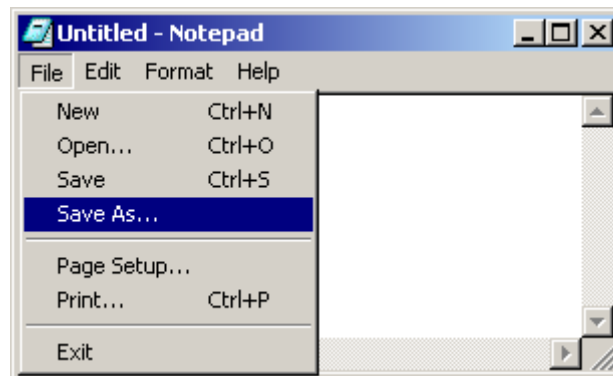 Untitled - Notepad
File Edit Format Help
New Ctrl+N
Open... Ctrl+O
Save Ctrl+S
Save As...
Page Setup...
Print... Ctrl+P
Exit